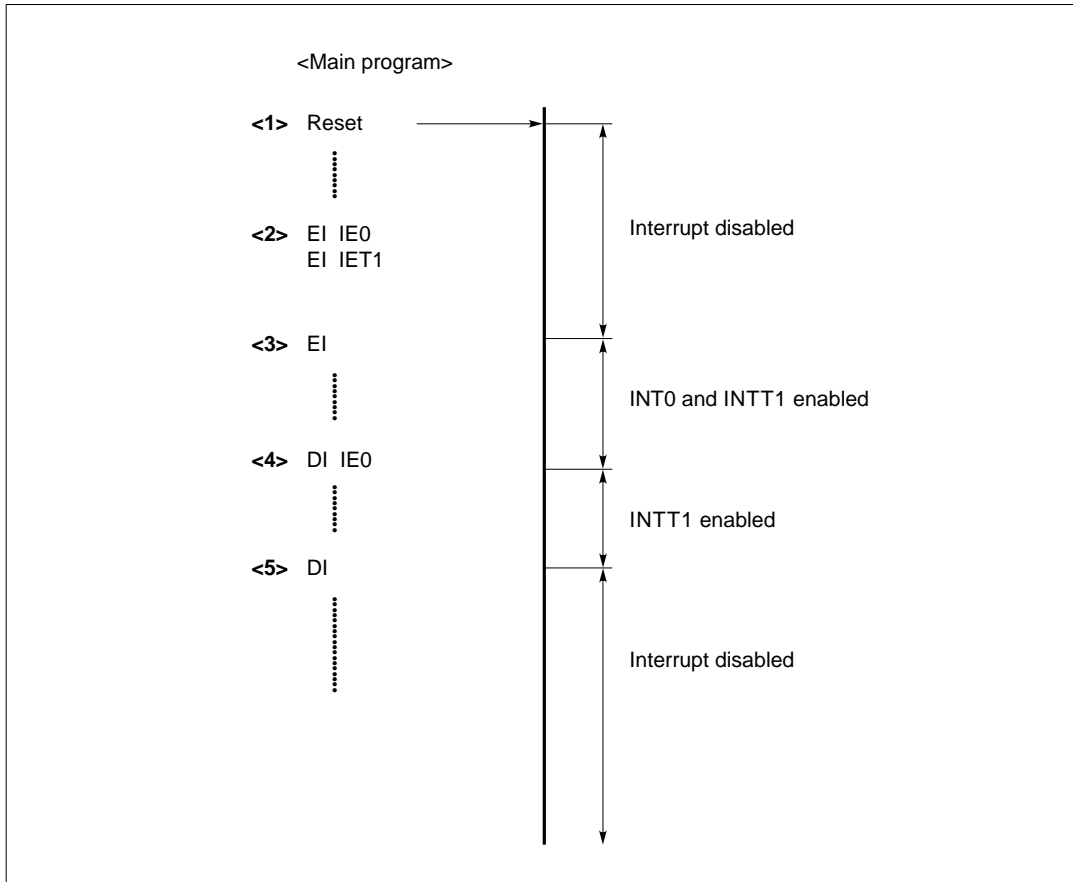 <Main program>
<1> Reset
<2> EI IE0
EI IET1
Interrupt disabled
<3> EI
INT0 and INTT1 enabled
<4> DI IE0
INTT1 enabled
<5> DI
Interrupt disabled